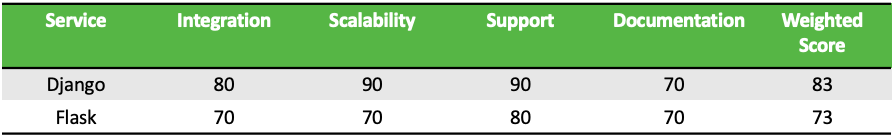 Service Integration Scalability Support Documentation Weighted Score
Django 80 90 90 70 83
Flask 70 70 80 70 73